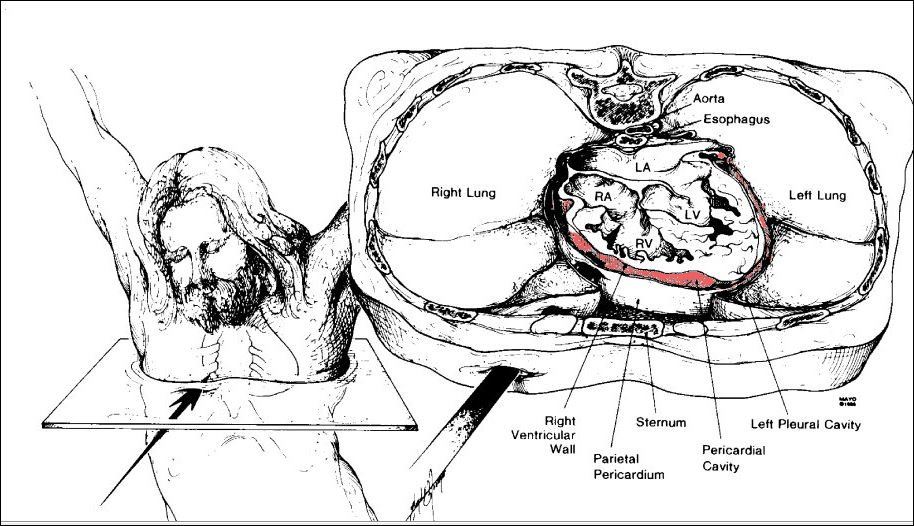 Aorta
Esophagus
LA
Right Lung
RA
LV
Left Lung
RV
Right
Ventricular
Wall
Sternum
Parietal
Pericardium
Pericardial
Cavity
Left Pleural Cavity
MAYO